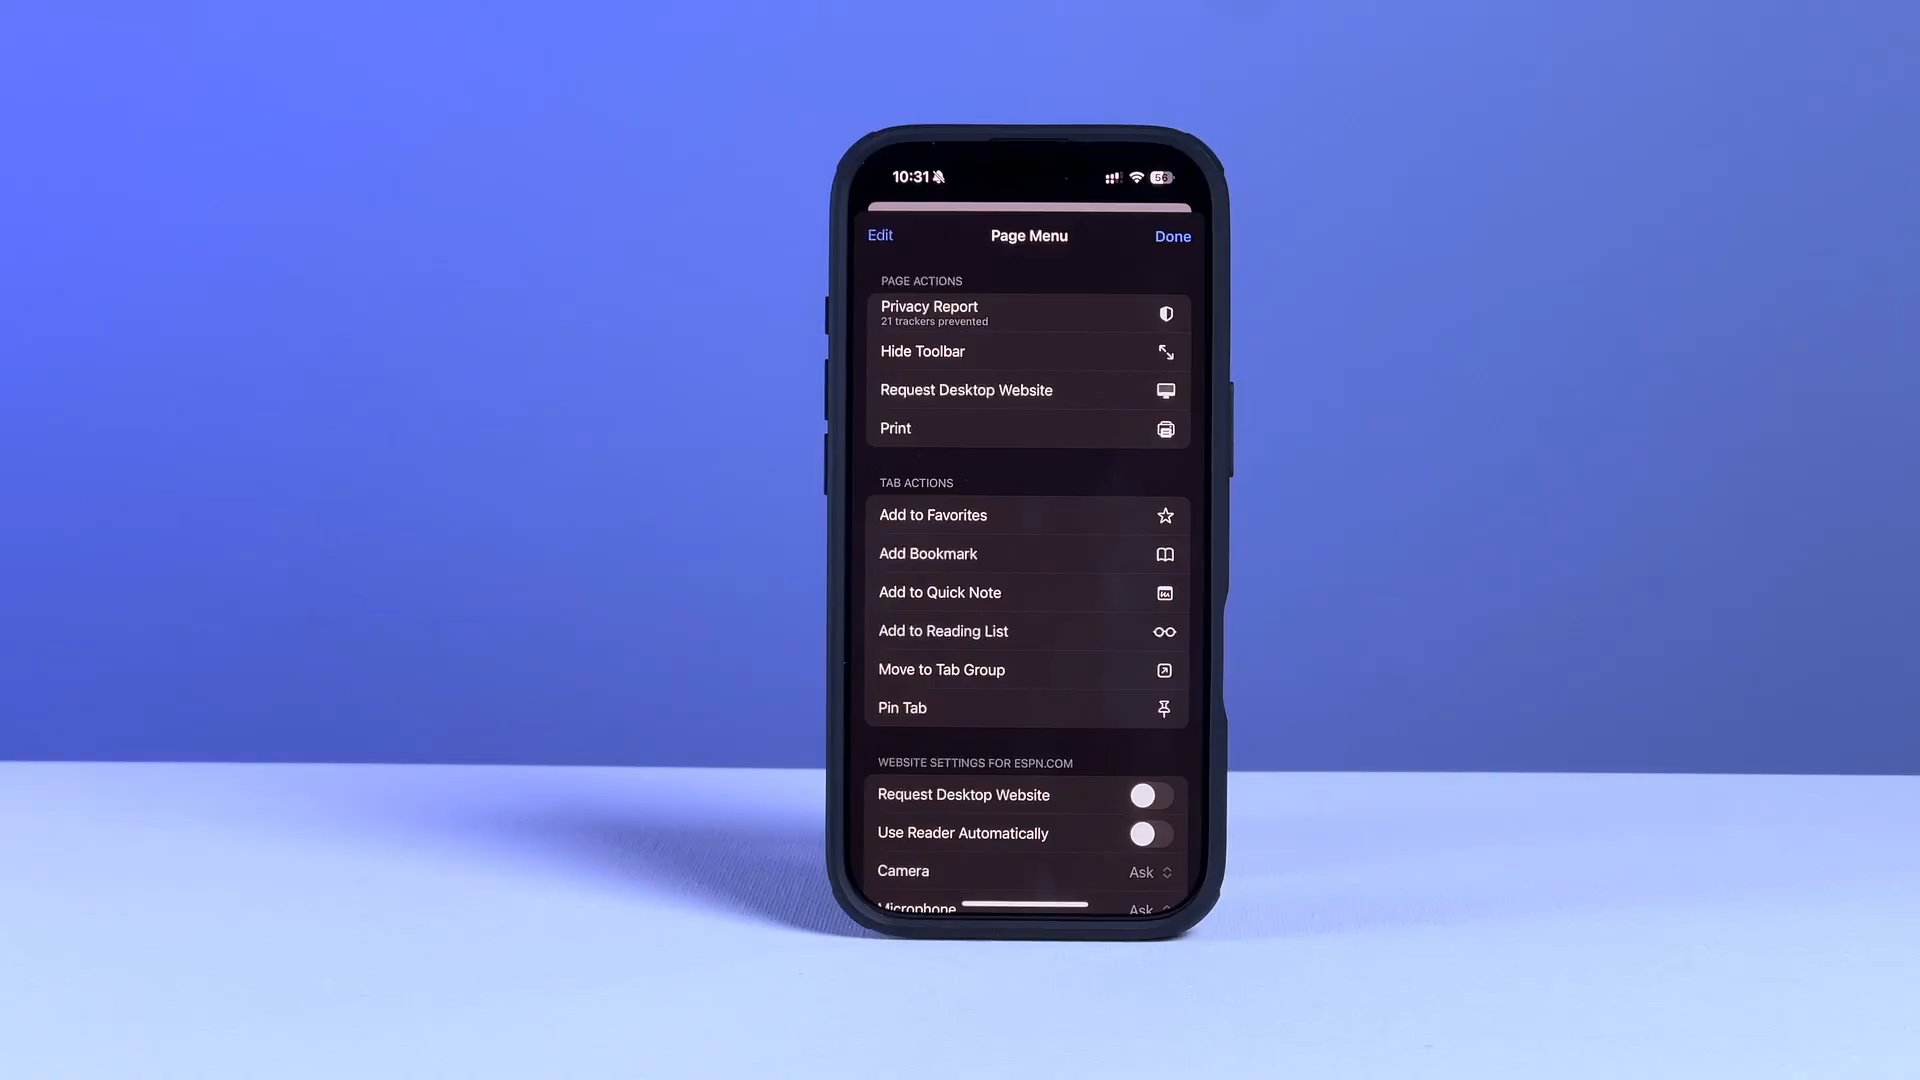 10:31
56
Edit
Page Menu
Done
PAGE ACTIONS
Privacy Report
21 trackers prevented
Hide Toolbar
Request Desktop Website
Print
TAB ACTIONS
Add to Favorites
Add Bookmark
Add to Quick Note
Add to Reading List
Move to Tab Group
Pin Tab
WEBSITE SETTINGS FOR ESPN.COM
Request Desktop Website
Use Reader Automatically
Camera
Ask
Microphone
Ask